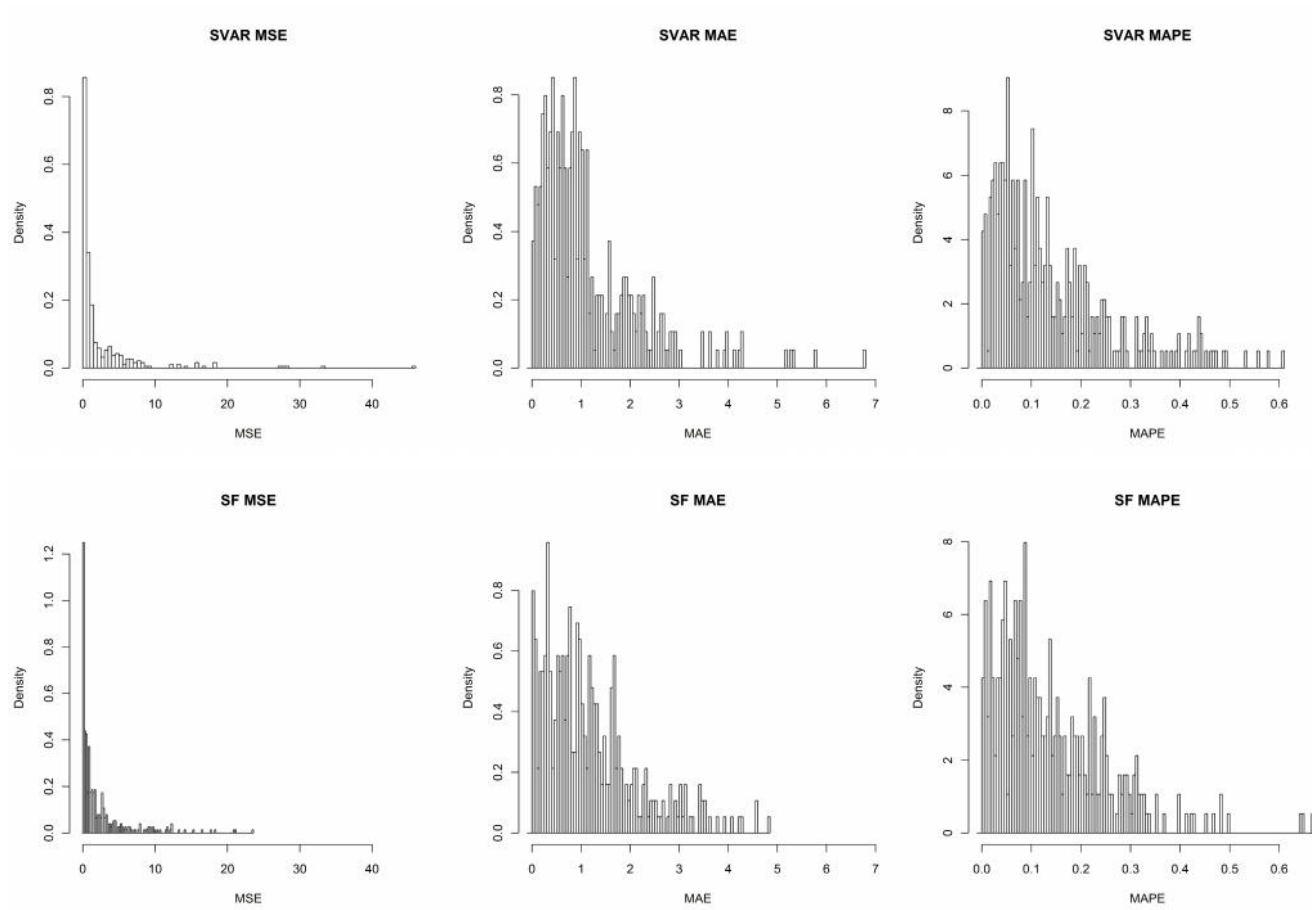 SVAR MSE
Density
0.0 0.2 0.4 0.6 0.8
0 10 20 30 40
MSE
SVAR MAE
Density
0.0 0.2 0.4 0.6 0.8
0 1 2 3 4 5 6 7
MAE
SVAR MAPE
Density
0 2 4 6 8
0.0 0.1 0.2 0.3 0.4 0.5 0.6
MAPE
SF MSE
Density
0.0 0.2 0.4 0.6 0.8 1.0 1.2
0 10 20 30 40
MSE
SF MAE
Density
0.0 0.2 0.4 0.6 0.8
0 1 2 3 4 5 6 7
MAE
SF MAPE
Density
0 2 4 6 8
0.0 0.1 0.2 0.3 0.4 0.5 0.6
MAPE